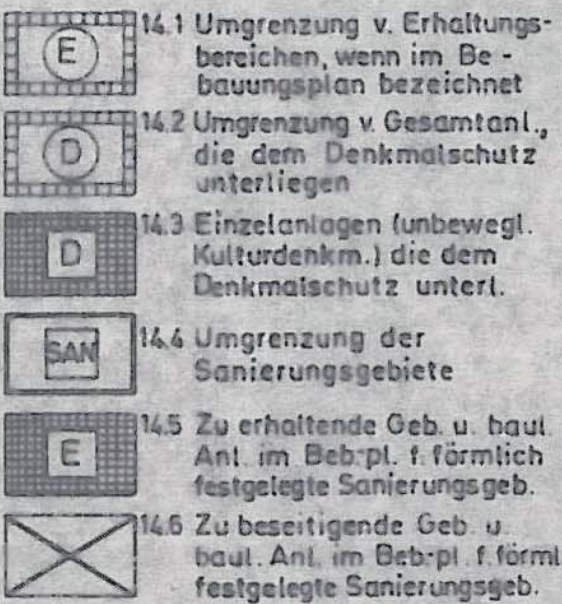 E 14.1 Umgrenzung v. Erhaltungs-
bereichen, wenn im Be-
bauungsplan bezeichnet
D 14.2 Umgrenzung v. Gesamtanl.,
die dem Denkmalschutz
unterliegen
D 14.3 Einzelanlagen (unbewegl.
Kulturdenkm.) die dem
Denkmalschutz unterl.
SAN 14.4 Umgrenzung der
Sanierungsgebiete
E 14.5 Zu erhaltende Geb. u. baul.
Anl. im Beb-pl. f. förmlich
festgelegte Sanierungsgeb.
14.6 Zu beseitigende Geb. u.
baul. Anl. im Beb-pl. f. förml
festgelegte Sanierungsgeb.